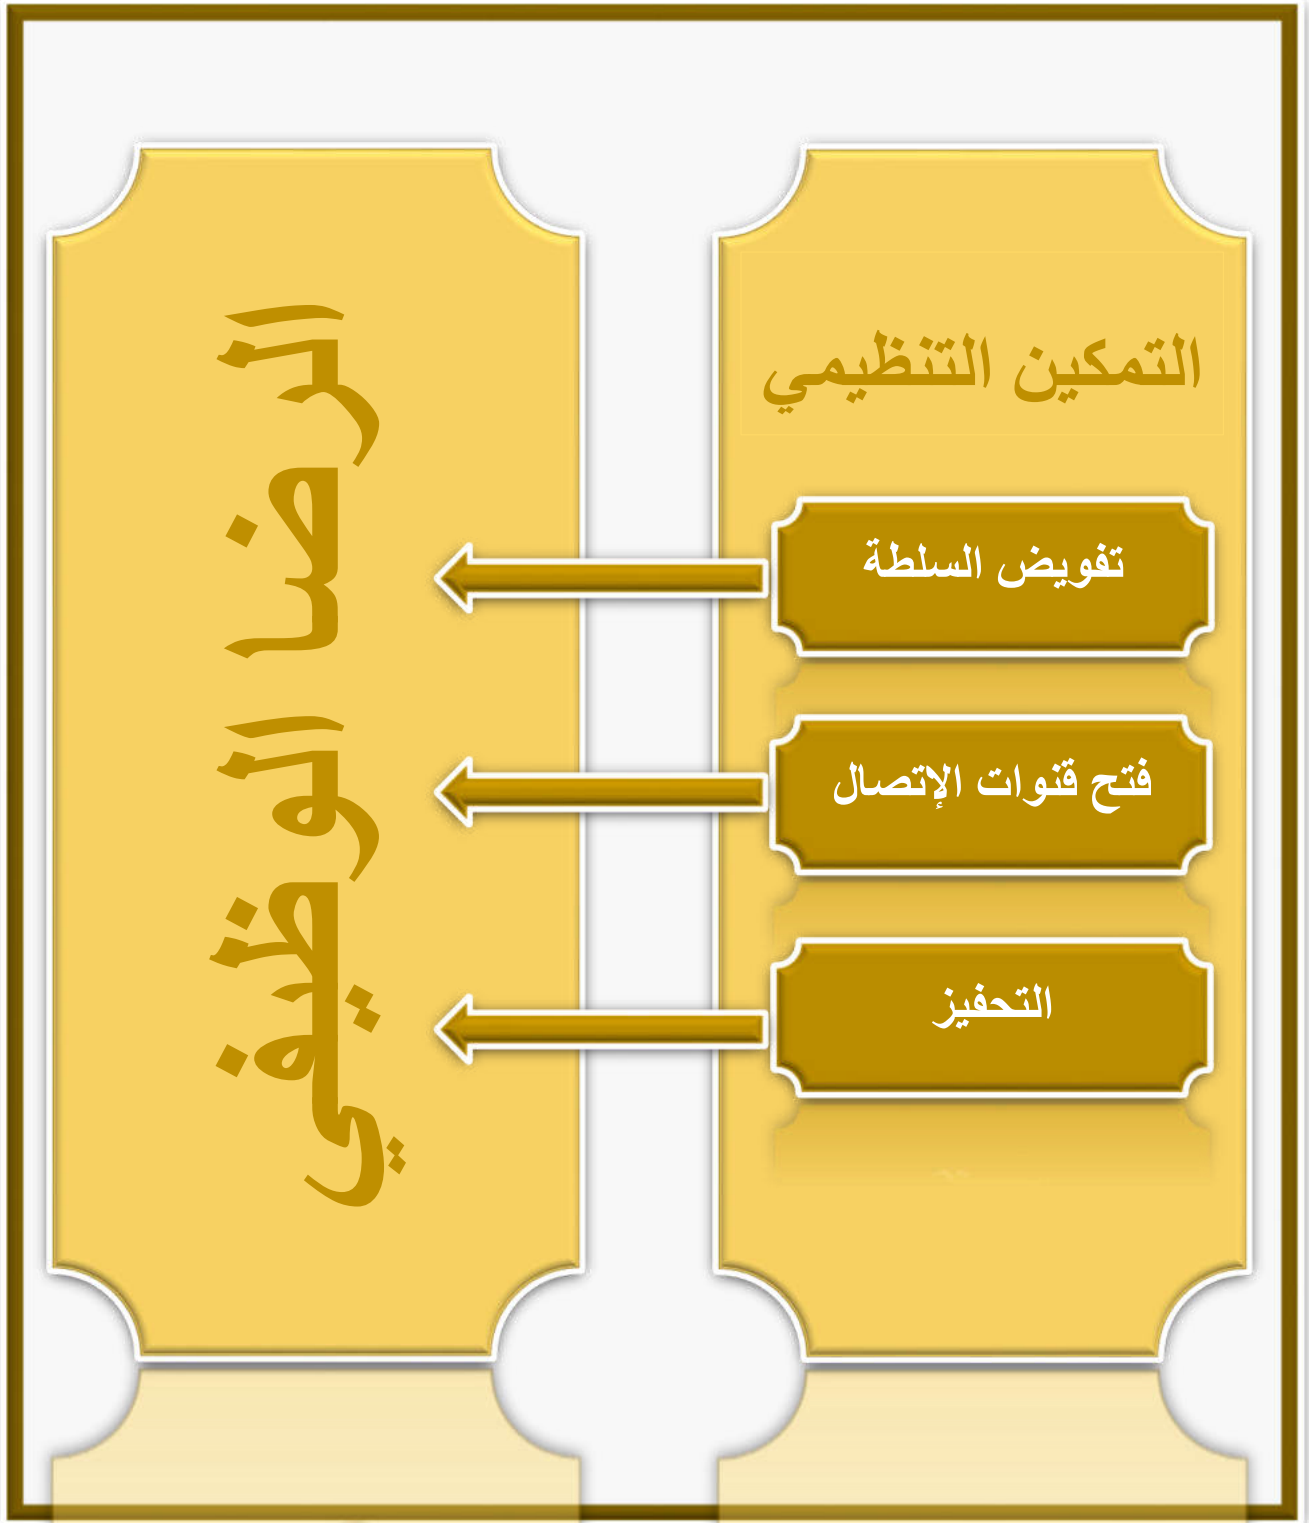 التمكين التنظيمي
تفويض السلطة
فتح قنوات الإتصال
التحفيز
الرضا الوظيفي